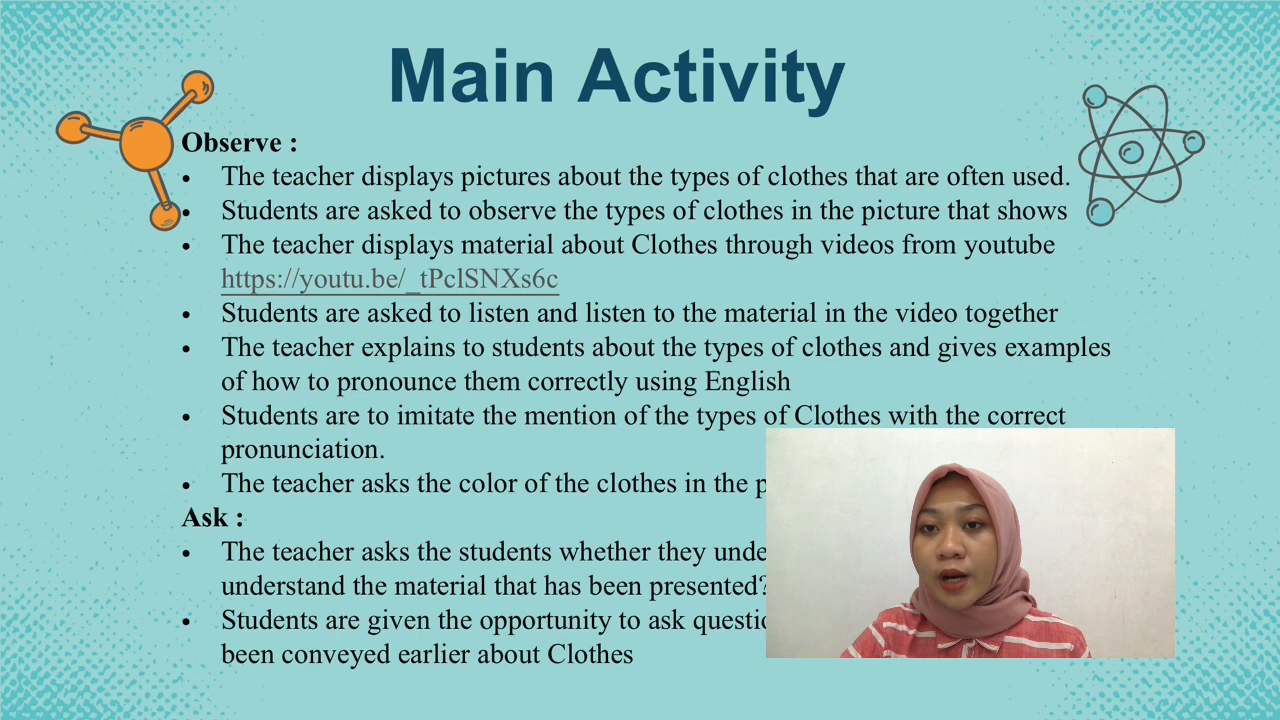 Main Activity
Observe :
• The teacher displays pictures about the types of clothes that are often used.
• Students are asked to observe the types of clothes in the picture that shows
• The teacher displays material about Clothes through videos from youtube
https://youtu.be/_tPclSNXs6c
• Students are asked to listen and listen to the material in the video together
• The teacher explains to students about the types of clothes and gives examples
of how to pronounce them correctly using English
• Students are to imitate the mention of the types of Clothes with the correct
pronunciation.
• The teacher asks the color of the clothes in the
Ask :
• The teacher asks the students whether they
understand the material that has been presented?
• Students are given the opportunity to ask
been conveyed earlier about Clothes